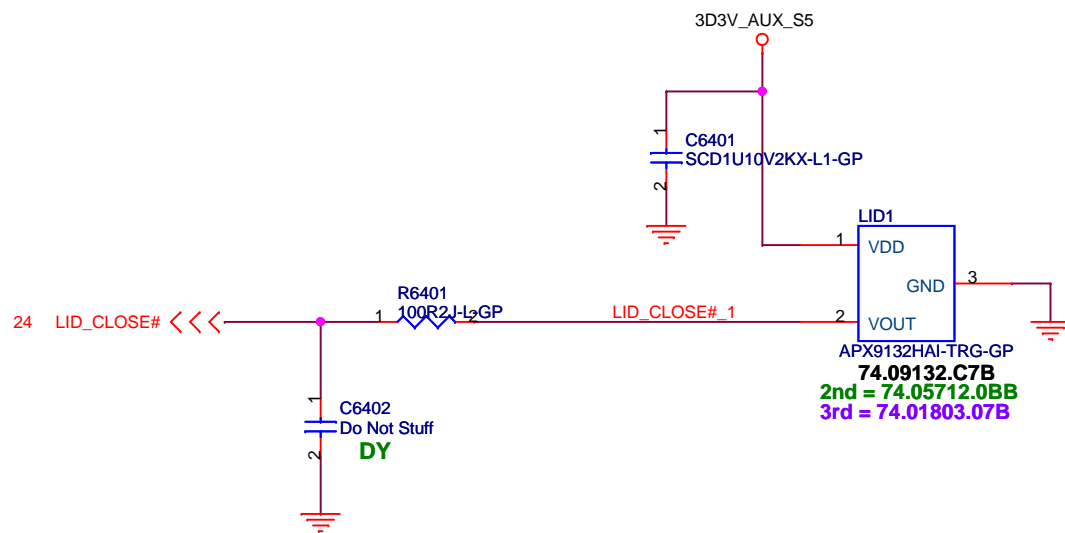 3D3V_AUX_S5
1
C6401
SCD1U10V2KX-L1-GP
2
LID1
1
VDD
GND
3
R6401
100R2J-L-GP
24 LID_CLOSE#
1
2
LID_CLOSE#_1
2
VOUT
APX9132HAI-TRG-GP
74.09132.C7B
2nd = 74.05712.0BB
3rd = 74.01803.07B
1
C6402
Do Not Stuff
2
DY